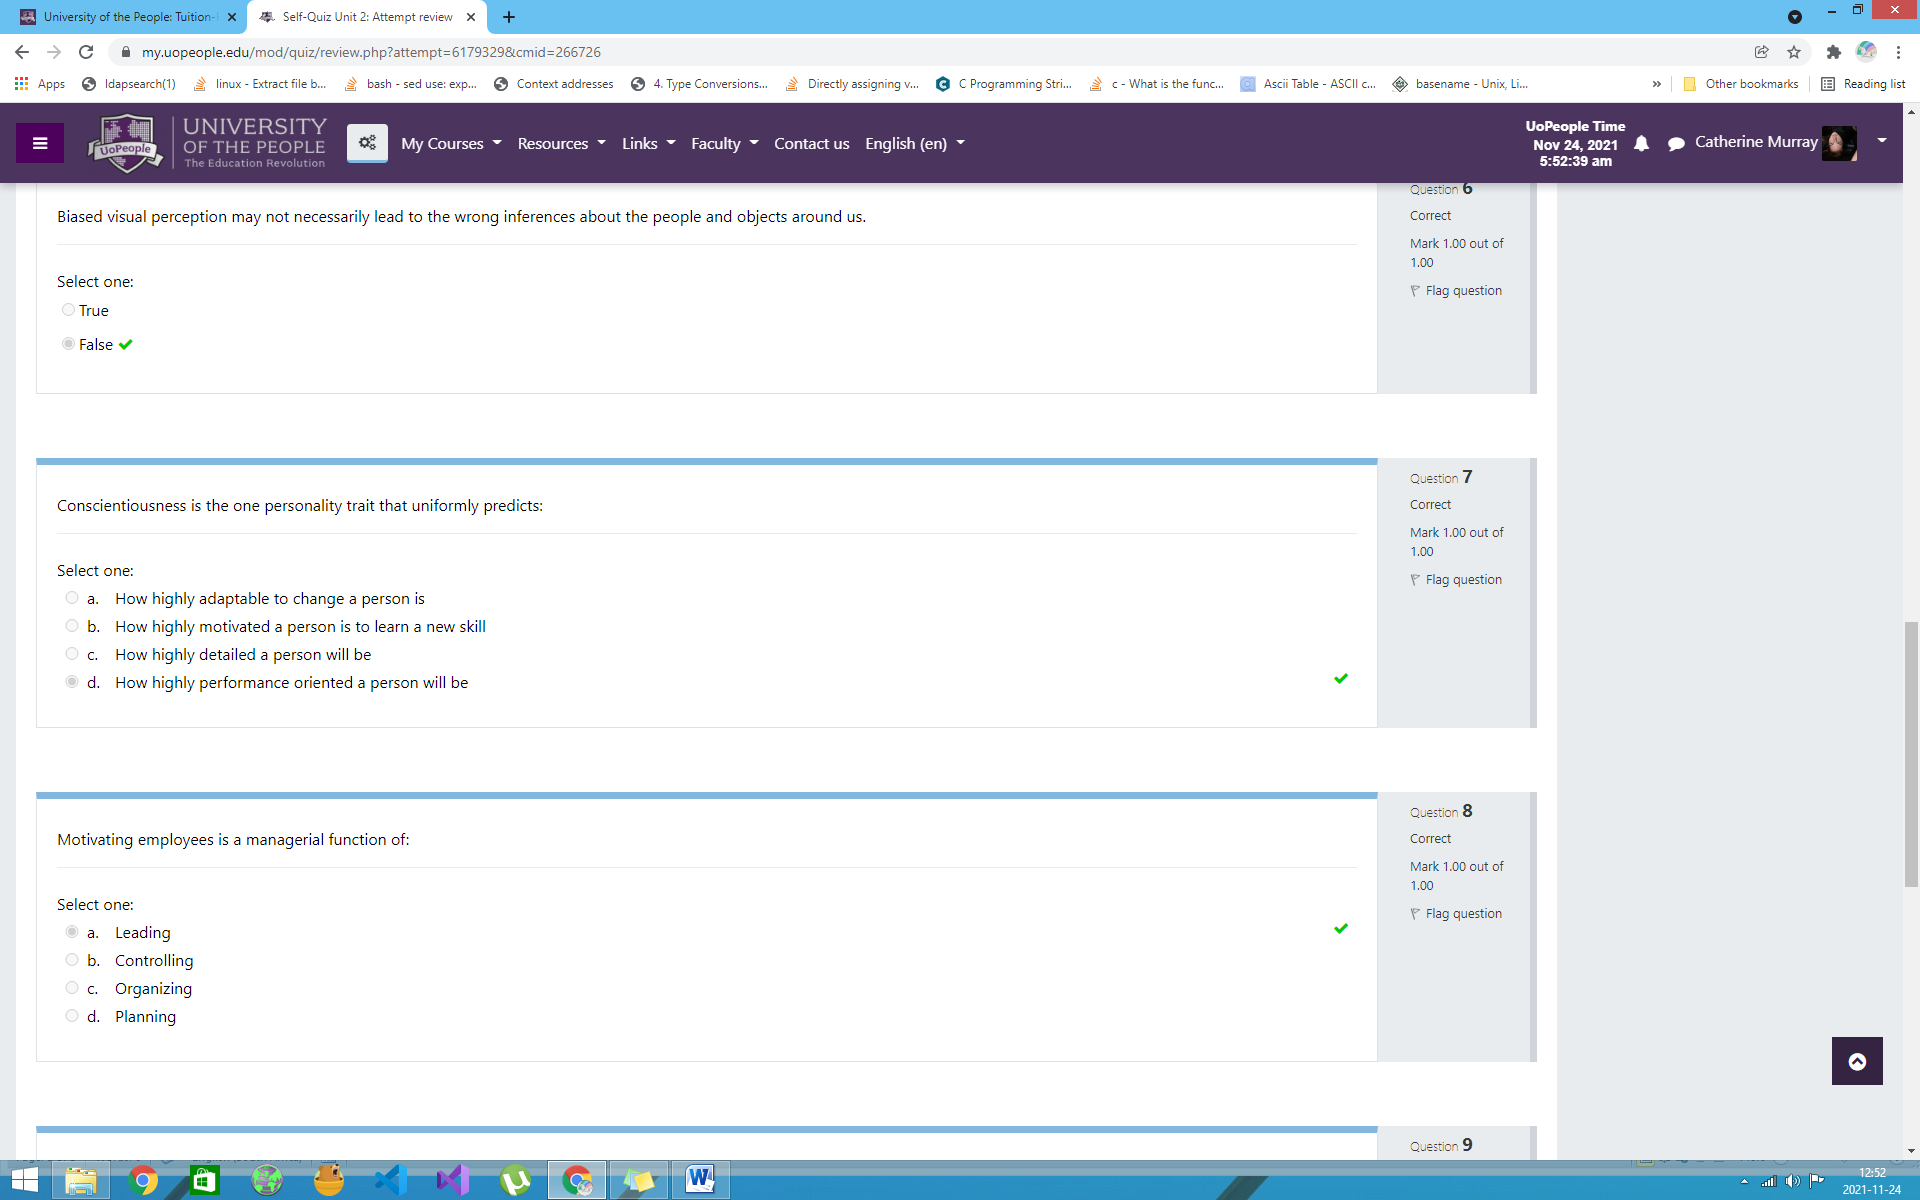 University of the People: Tuition-
Self-Quiz Unit 2: Attempt review
my.uopeople.edu/mod/quiz/review.php?attempt=6179329&cmid=266726
Apps
ldapsearch(1)
linux - Extract file b...
bash - sed use: exp...
Context addresses
4. Type Conversions...
Directly assigning v...
C Programming Stri...
c - What is the func...
Ascii Table - ASCII c...
basename - Unix, Li...
»
Other bookmarks
Reading list
UoPeople
UNIVERSITY
OF THE PEOPLE
The Education Revolution
My Courses
Resources
Links
Faculty
Contact us
English (en)
UoPeople Time
Nov 24, 2021
5:52:39 am
Catherine Murray
Question 6
Correct
Mark 1.00 out of
1.00
Flag question
Biased visual perception may not necessarily lead to the wrong inferences about the people and objects around us.
Select one:
True
False
Question 7
Correct
Mark 1.00 out of
1.00
Flag question
Conscientiousness is the one personality trait that uniformly predicts:
Select one:
a. How highly adaptable to change a person is
b. How highly motivated a person is to learn a new skill
c. How highly detailed a person will be
d. How highly performance oriented a person will be
Question 8
Correct
Mark 1.00 out of
1.00
Flag question
Motivating employees is a managerial function of:
Select one:
a. Leading
b. Controlling
c. Organizing
d. Planning
Question 9
12:52
2021-11-24